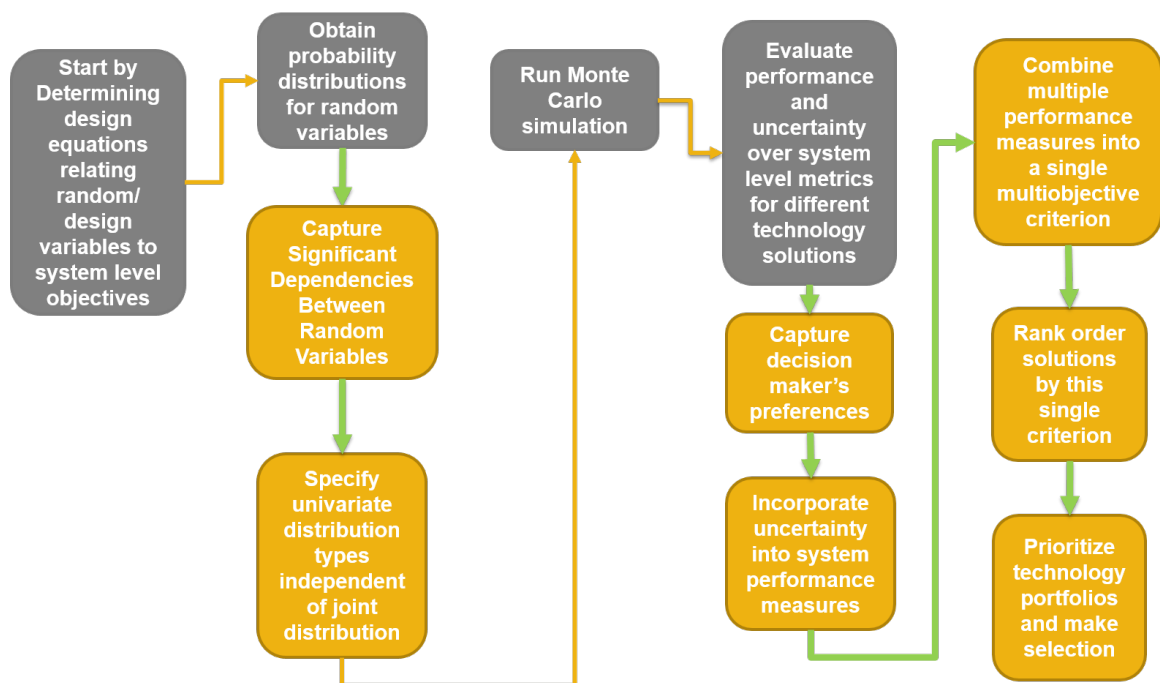 Start by
Determining
design
equations
relating
random/
design
variables to
system level
objectives
Obtain
probability
distributions
for random
variables
Capture
Significant
Dependencies
Between
Random
Variables
Specify
univariate
distribution
types
independent
of joint
distribution
Run Monte
Carlo
simulation
Evaluate
performance
and
uncertainty
over system
level metrics
for different
technology
solutions
Capture
decision
maker’s
preferences
Incorporate
uncertainty
into system
performance
measures
Combine
multiple
performance
measures into
a single
multiobjective
criterion
Rank order
solutions
by this
single
criterion
Prioritize
technology
portfolios
and make
selection